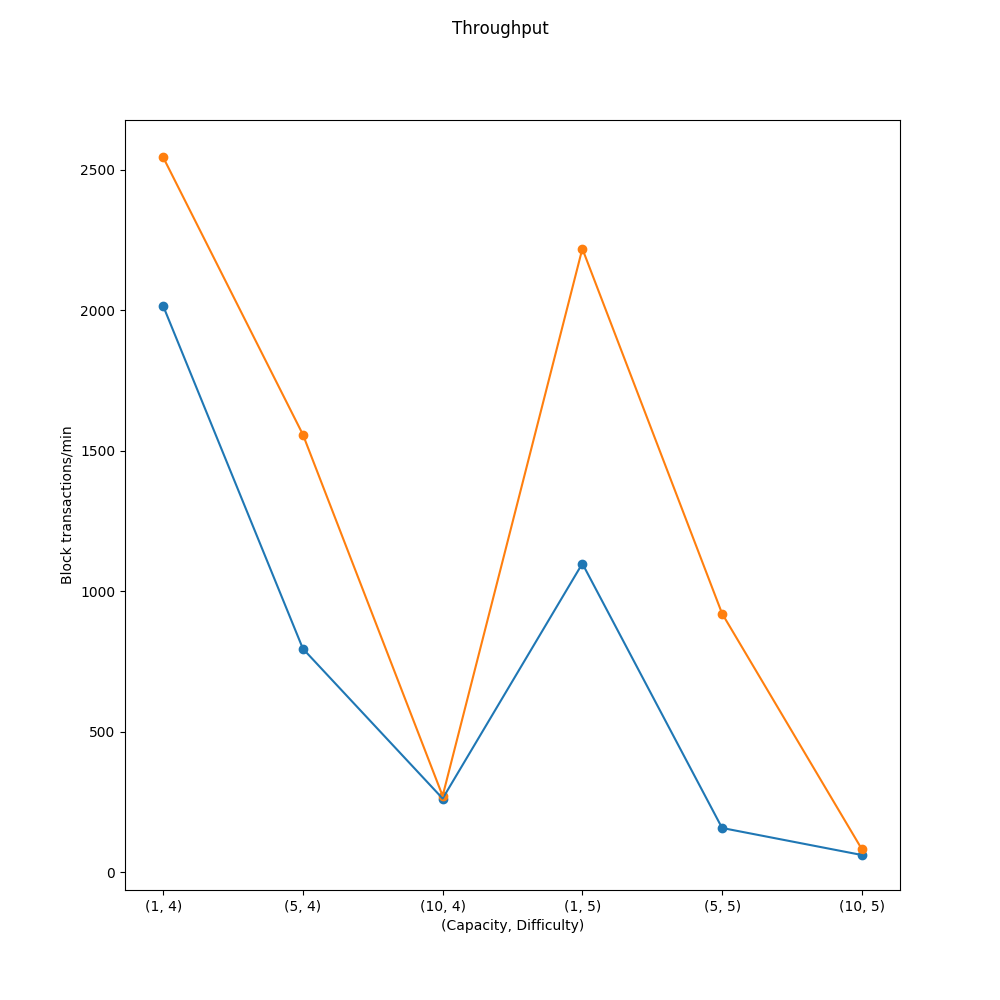 Throughput
2500
2000
1500
1000
500
0
Block transactions/min
(1, 4) (5, 4) (10, 4) (1, 5) (5, 5) (10, 5)
(Capacity, Difficulty)